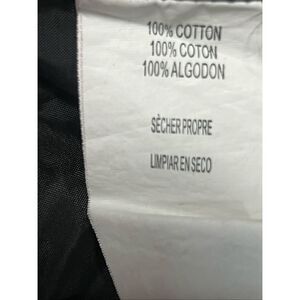 100% COTTON
100% COTON
100% ALGODON
SÈCHER PROPRE
LIMPIAR EN SECO